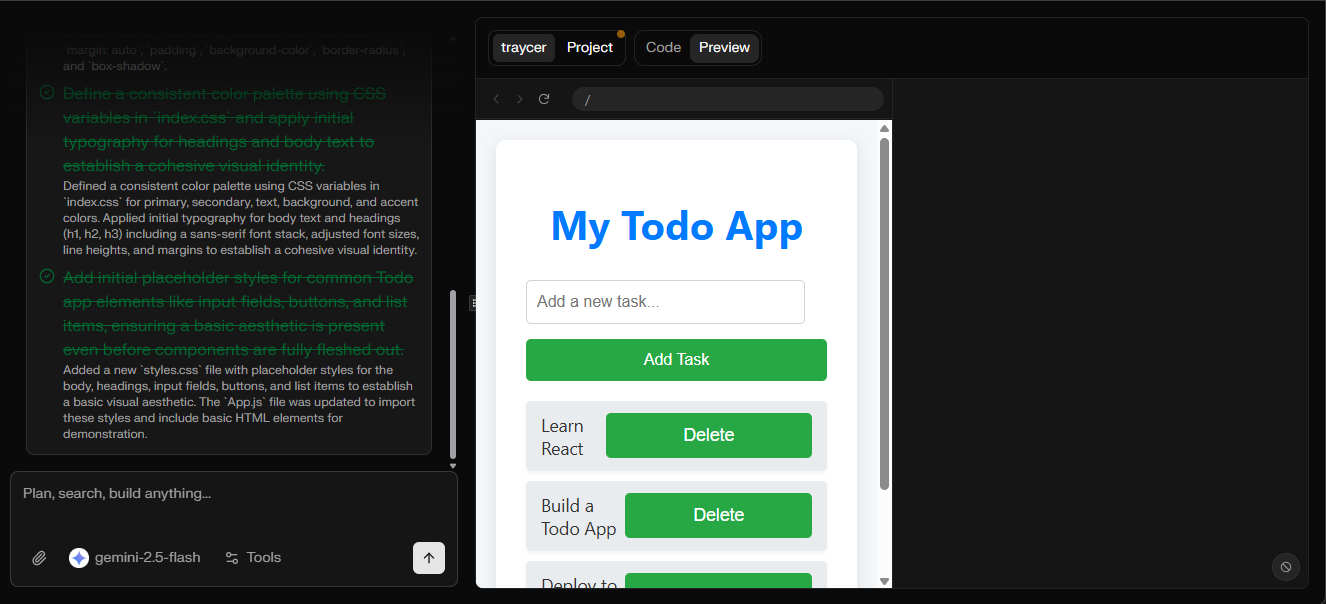 `margin: auto`, `padding`, `background-color`, `border-radius`,
and `box-shadow`.
Define a consistent color palette using CSS
variables in `index.css` and apply initial
typography for headings and body text to
establish a cohesive visual identity.
Defined a consistent color palette using CSS variables in
`index.css` for primary, secondary, text, background, and accent
colors. Applied initial typography for body text and headings
(h1, h2, h3) including a sans-serif font stack, adjusted font sizes,
line heights, and margins to establish a cohesive visual identity.
Add initial placeholder styles for common Todo
app elements like input fields, buttons, and list
items, ensuring a basic aesthetic is present
even before components are fully fleshed out.
Added a new `styles.css` file with placeholder styles for the
body, headings, input fields, buttons, and list items to establish
a basic visual aesthetic. The `App.js` file was updated to import
these styles and include basic HTML elements for
demonstration.
Plan, search, build anything...
gemini-2.5-flash Tools
traycer Project Code Preview
/
My Todo App
Add a new task...
Add Task
Learn
React
Delete
Build a
Todo App
Delete
Deploy to